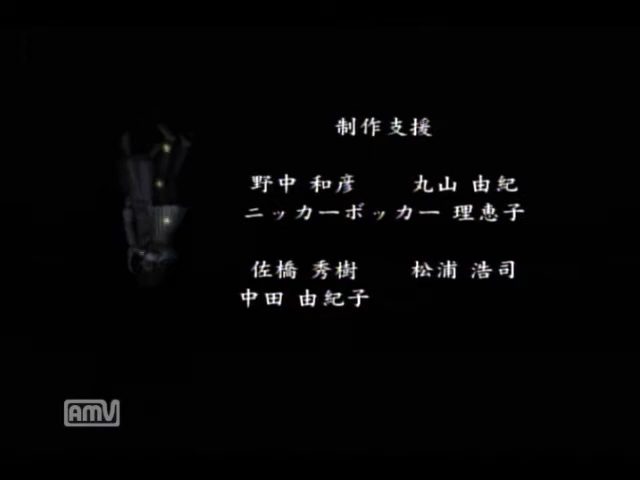 制作支援
野中 和彦 丸山 由紀
ニッカーボッカー 理恵子
佐橋 秀樹 松浦 浩司
中田 由紀子
AMV